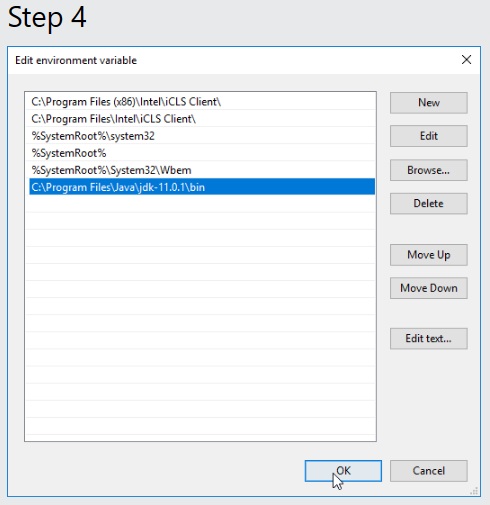 Step 4
Edit environment variable
C:\Program Files (x86)\Intel\iCLS Client\
New
C:\Program Files\Intel\iCLS Client\
%SystemRoot%\system32
Edit
%SystemRoot%
%SystemRoot%\System32\Wbem
Browse...
C:\Program Files\Java\jdk-11.0.1\bin
Delete
Move Up
Move Down
Edit text...
OK
Cancel